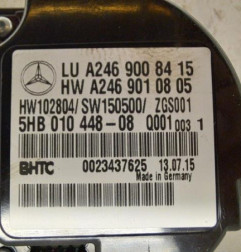 LU A246 900 84 15
HW A246 901 08 05
HW102804/ SW150500/ ZGS001
5HB 010 448-08 Q001 003 1
BHTC 0023437625 13.07.15
Made in Germany